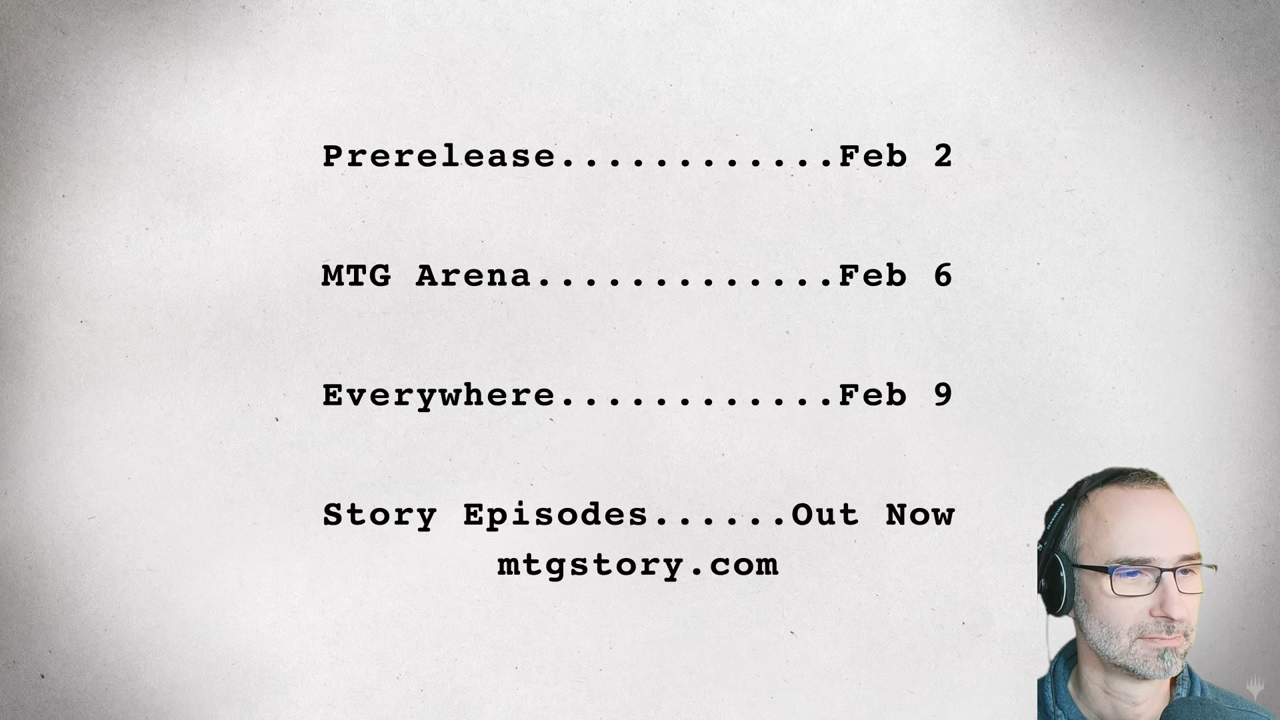 Prerelease............Feb 2
MTG Arena.............Feb 6
Everywhere............Feb 9
Story Episodes......Out Now
mtgstory.com